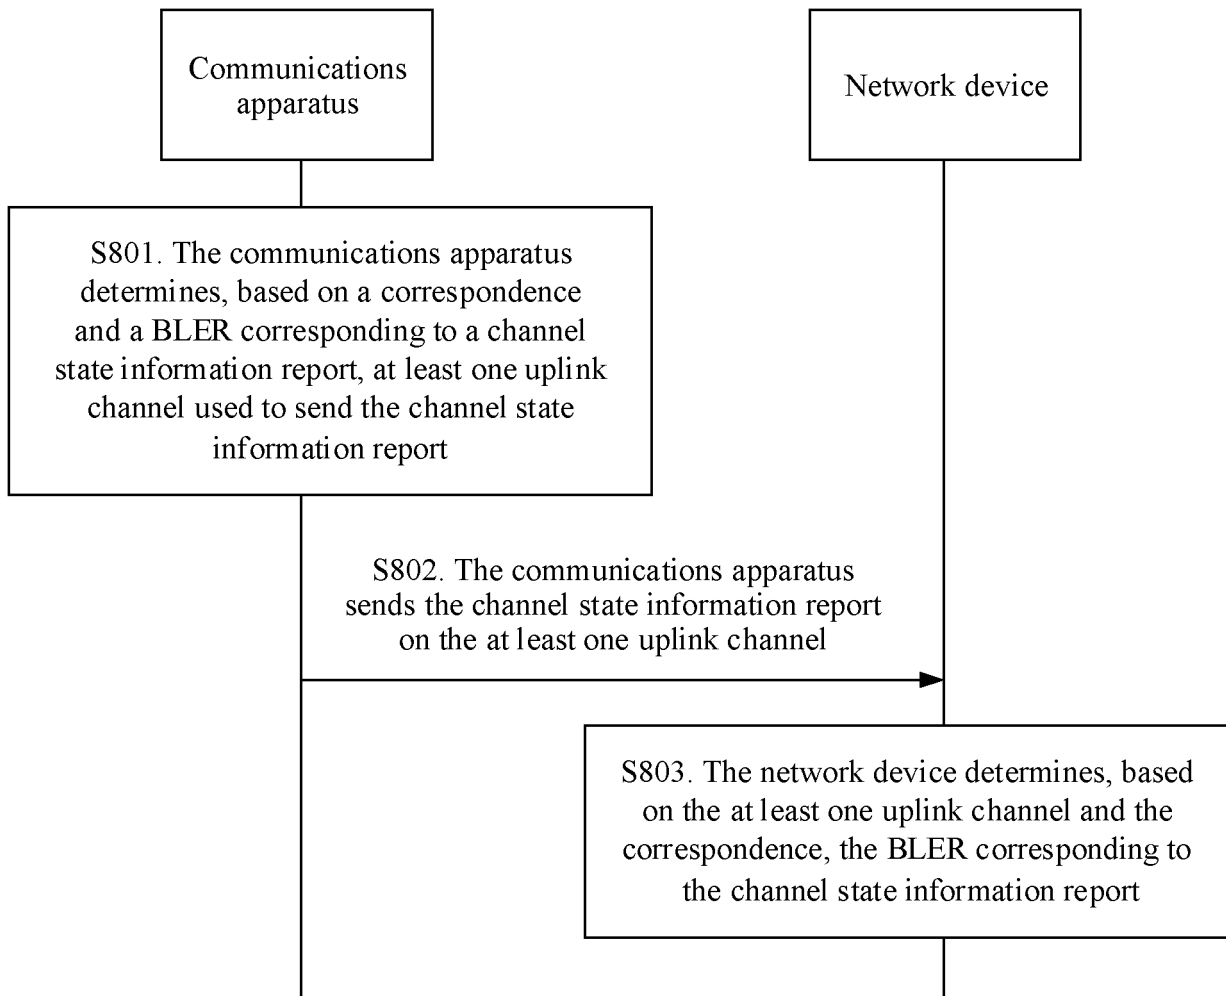 Communications
apparatus
Network device
S801. The communications apparatus
determines, based on a correspondence
and a BLER corresponding to a channel
state information report, at least one uplink
channel used to send the channel state
information report
S802. The communications apparatus
sends the channel state information report
on the at least one uplink channel
S803. The network device determines, based
on the at least one uplink channel and the
correspondence, the BLER corresponding to
the channel state information report